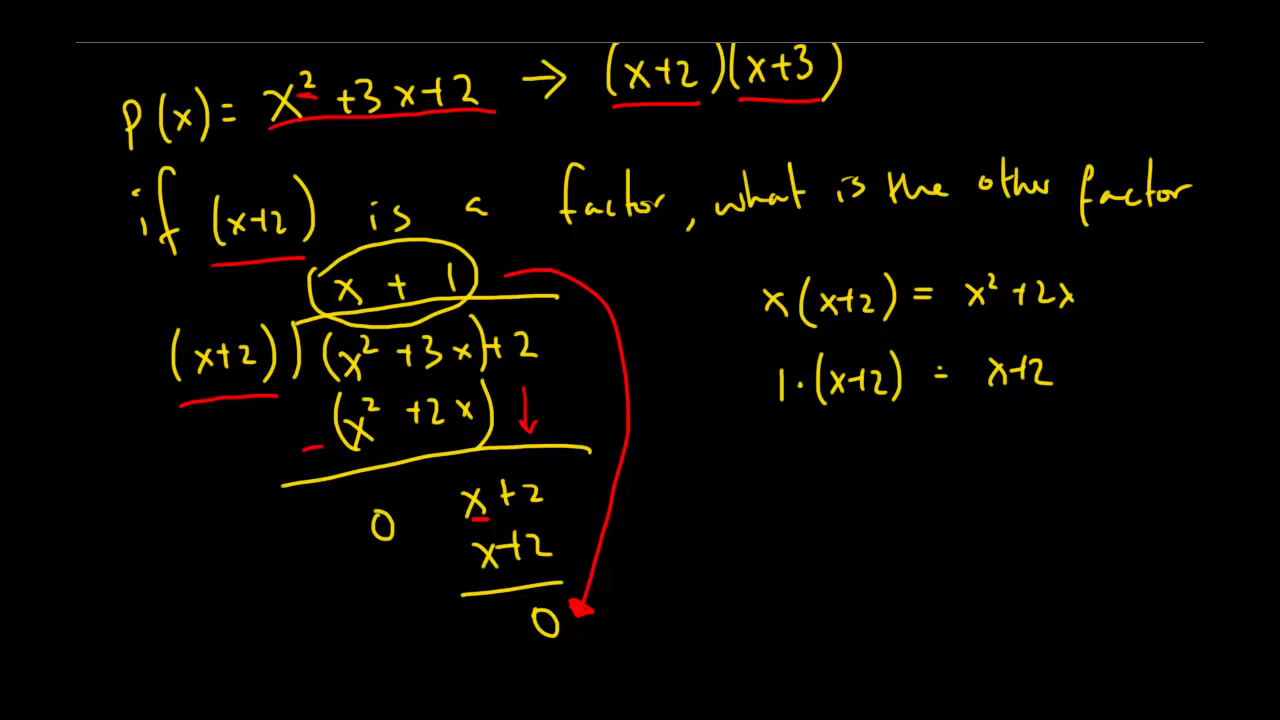 P(x) = x² + 3x + 2 → (x+2)(x+3)
if (x+2) is a factor, what is the other factor
x + 1
(x+2) ) (x² + 3x) + 2
- (x² + 2x) ↓
0 x + 2
x + 2
0
x(x+2) = x² + 2x
1·(x+2) = x+2